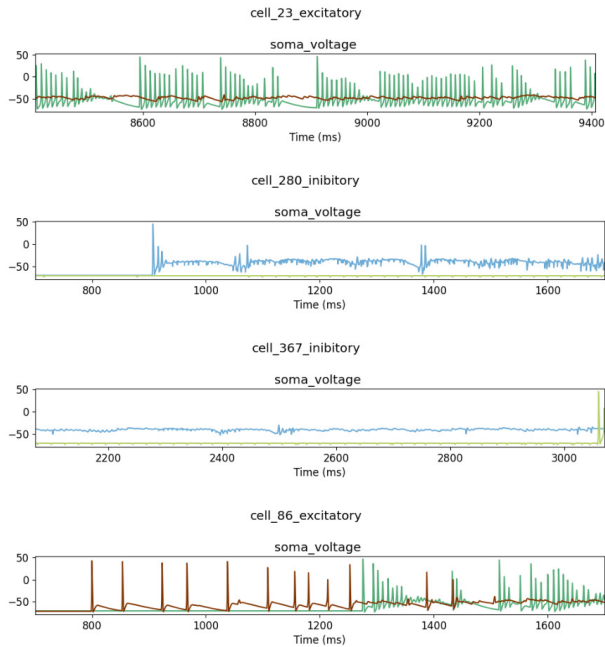 cell_23_excitatory
soma_voltage
50
0
−50
8600 8800 9000 9200 9400
Time (ms)
cell_280_inibitory
soma_voltage
50
0
−50
800 1000 1200 1400 1600
Time (ms)
cell_367_inibitory
soma_voltage
50
0
−50
2200 2400 2600 2800 3000
Time (ms)
cell_86_excitatory
soma_voltage
50
0
−50
800 1000 1200 1400 1600
Time (ms)